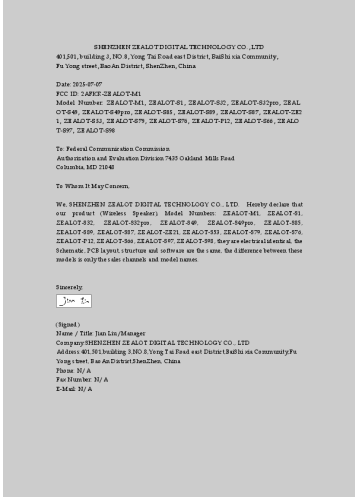 SHENZHEN ZEALOT DIGITAL TECHNOLOGY CO., LTD
401,501, building 3, NO.8, Yong Tai Road east District, BaiShi xia Community,
Fu Yong street, Bao An District, ShenZhen, China
Date: 2025-07-07
FCC ID: 2AFKK-ZEALOT-M1
Model Number: ZEALOT-M1, ZEALOT-S1, ZEALOT-S32, ZEALOT-S32pro, ZEAL
OT-S49, ZEALOT-S49pro, ZEALOT-S85, ZEALOT-S89, ZEALOT-S87, ZEALOT-ZE2
1, ZEALOT-S53, ZEALOT-S79, ZEALOT-S76, ZEALOT-P12, ZEALOT-S66, ZEALO
T-S97, ZEALOT-S98
To: Federal Communication Commission
Authorization and Evaluation Division 7435 Oakland Mills Road
Columbia, MD 21048
To Whom It May Concern,
We, SHENZHEN ZEALOT DIGITAL TECHNOLOGY CO., LTD. Hereby declare that
our product (Wireless Speaker), Model Numbers: ZEALOT-M1, ZEALOT-S1,
ZEALOT-S32, ZEALOT-S32pro, ZEALOT-S49, ZEALOT-S49pro, ZEALOT-S85,
ZEALOT-S89, ZEALOT-S87, ZEALOT-ZE21, ZEALOT-S53, ZEALOT-S79, ZEALOT-S76,
ZEALOT-P12, ZEALOT-S66, ZEALOT-S97, ZEALOT-S98, they are electrical identical, the
Schematic, PCB layout, structure and software are the same, the difference between these
models is only the sales channels and model names.
Sincerely,
Jian Liu
(Signed)
Name / Title: Jian Liu /Manager
Company:SHENZHEN ZEALOT DIGITAL TECHNOLOGY CO., LTD
Address:401,501,building 3,NO.8,Yong Tai Road east District,BaiShi xia Community,Fu
Yong street, Bao An District,ShenZhen, China
Phone: N/A
Fax Number: N/A
E-Mail: N/A